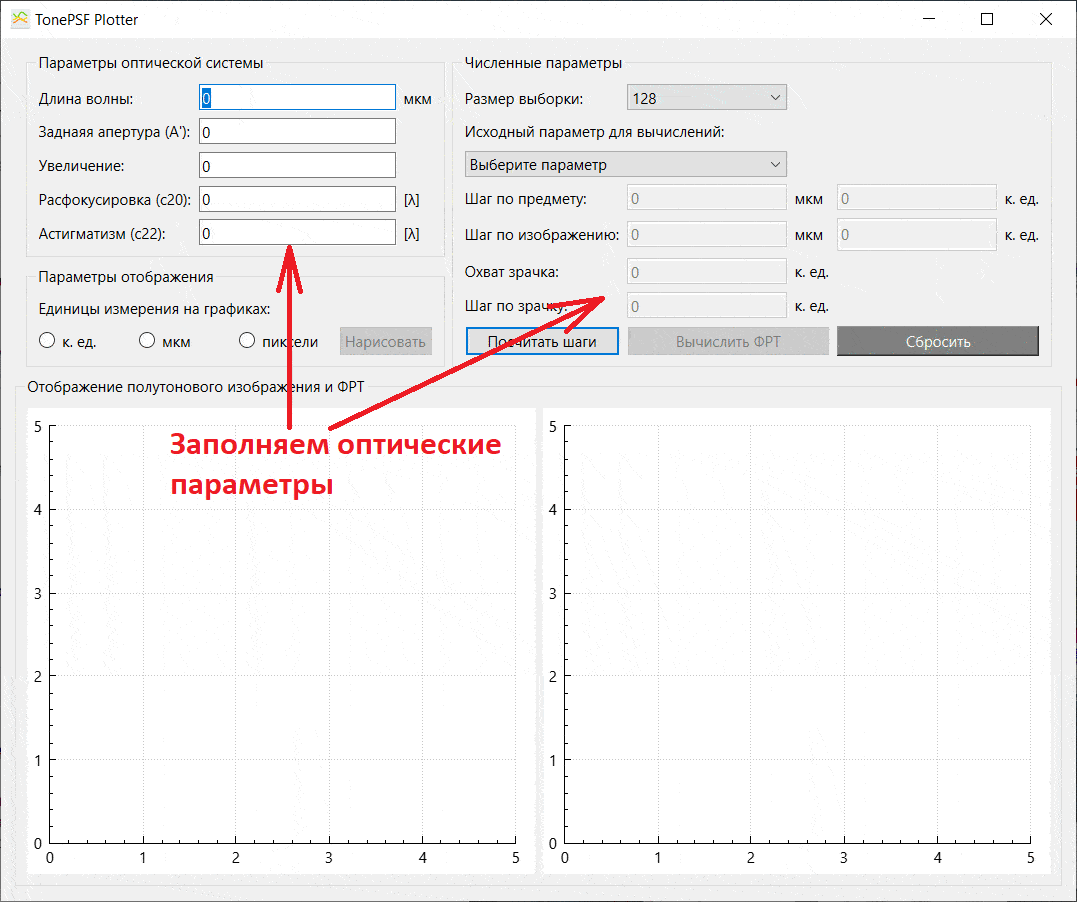 TonePSF Plotter
Параметры оптической системы
Длина волны: 0 мкм
Заднаяя апертура (A'): 0
Увеличение: 0
Расфокусировка (c20): 0 [λ]
Астигматизм (c22): 0 [λ]
Параметры отображения
Единицы измерения на графиках:
к. ед. мкм пиксели Нарисовать
Численные параметры
Размер выборки: 128
Исходный параметр для вычислений:
Выберите параметр
Шаг по предмету: 0 мкм 0 к. ед.
Шаг по изображению: 0 мкм 0 к. ед.
Охват зрачка: 0 к. ед.
Шаг по зрачку: 0 к. ед.
Посчитать шаги Вычислить ФРТ Сбросить
Отображение полутонового изображения и ФРТ
Заполняем оптические
параметры
5
4
3
2
1
0
0 1 2 3 4 5
5
4
3
2
1
0
0 1 2 3 4 5